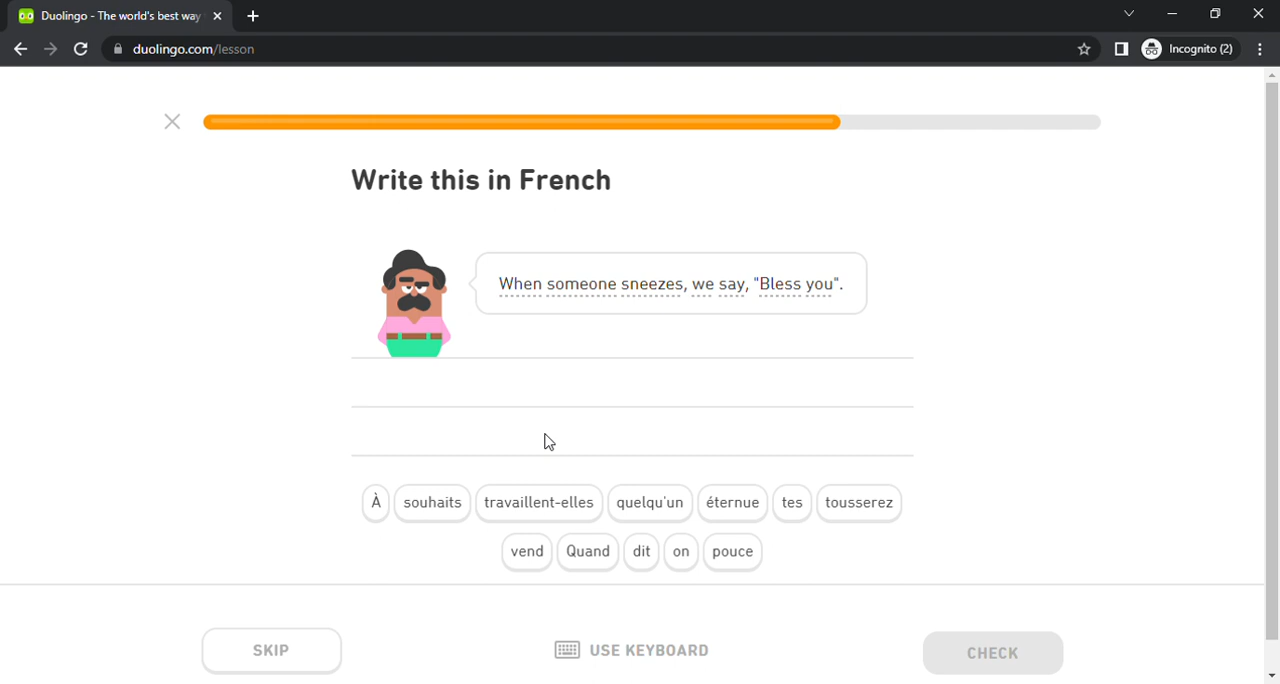 Duolingo - The world's best way
duolingo.com/lesson
Incognito (2)
Write this in French
When someone sneezes, we say, "Bless you".
À souhaits travaillent-elles quelqu'un éternue tes tousserez
vend Quand dit on pouce
SKIP
USE KEYBOARD
CHECK